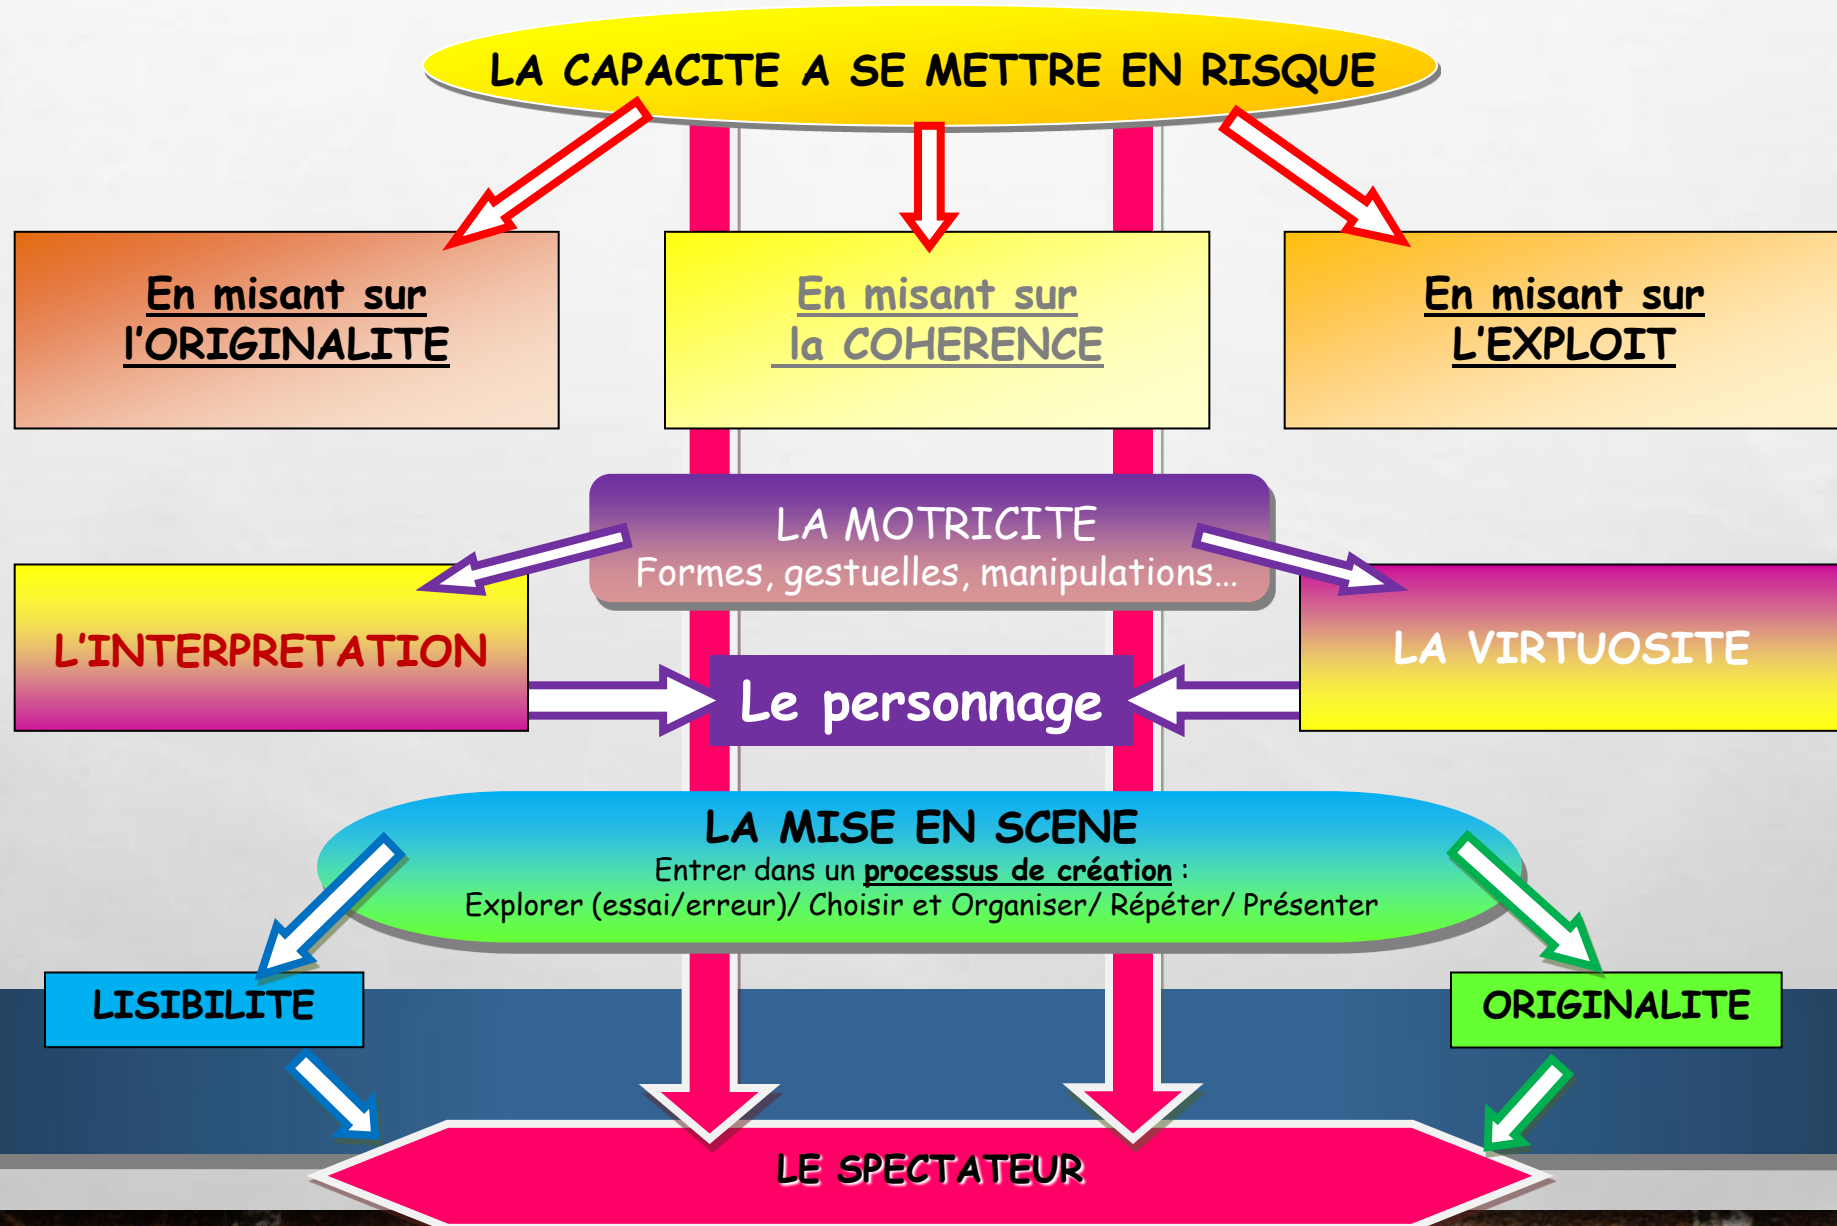 LA CAPACITE A SE METTRE EN RISQUE
En misant sur
l'ORIGINALITE
En misant sur
la COHERENCE
En misant sur
L'EXPLOIT
LA MOTRICITE
Formes, gestuelles, manipulations…
L'INTERPRETATION
LA VIRTUOSITE
Le personnage
LA MISE EN SCENE
Entrer dans un processus de création :
Explorer (essai/erreur)/ Choisir et Organiser/ Répéter/ Présenter
LISIBILITE
ORIGINALITE
LE SPECTATEUR